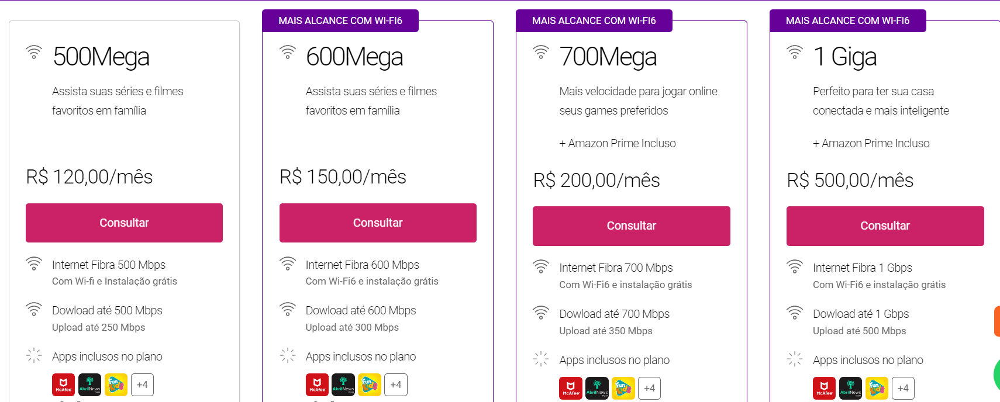 500Mega
Assista suas séries e filmes
favoritos em família
R$ 120,00/mês
Consultar
Internet Fibra 500 Mbps
Com Wi-fi e Instalação grátis
Dowload até 500 Mbps
Upload até 250 Mbps
Apps inclusos no plano
McAfee
AbrilNews
Fun Kids
+4
MAIS ALCANCE COM WI-FI6
600Mega
Assista suas séries e filmes
favoritos em família
R$ 150,00/mês
Consultar
Internet Fibra 600 Mbps
Com Wi-Fi6 e instalação grátis
Dowload até 600 Mbps
Upload até 300 Mbps
Apps inclusos no plano
McAfee
AbrilNews
Fun Kids
+4
MAIS ALCANCE COM WI-FI6
700Mega
Mais velocidade para jogar online
seus games preferidos
+ Amazon Prime Incluso
R$ 200,00/mês
Consultar
Internet Fibra 700 Mbps
Com Wi-Fi6 e instalação grátis
Dowload até 700 Mbps
Upload até 350 Mbps
Apps inclusos no plano
McAfee
AbrilNews
Fun Kids
+4
MAIS ALCANCE COM WI-FI6
1 Giga
Perfeito para ter sua casa
conectada e mais inteligente
+ Amazon Prime Incluso
R$ 500,00/mês
Consultar
Internet Fibra 1 Gbps
Com Wi-Fi6 e instalação grátis
Dowload até 1 Gbps
Upload até 500 Mbps
Apps inclusos no plano
McAfee
AbrilNews
Fun Kids
+4